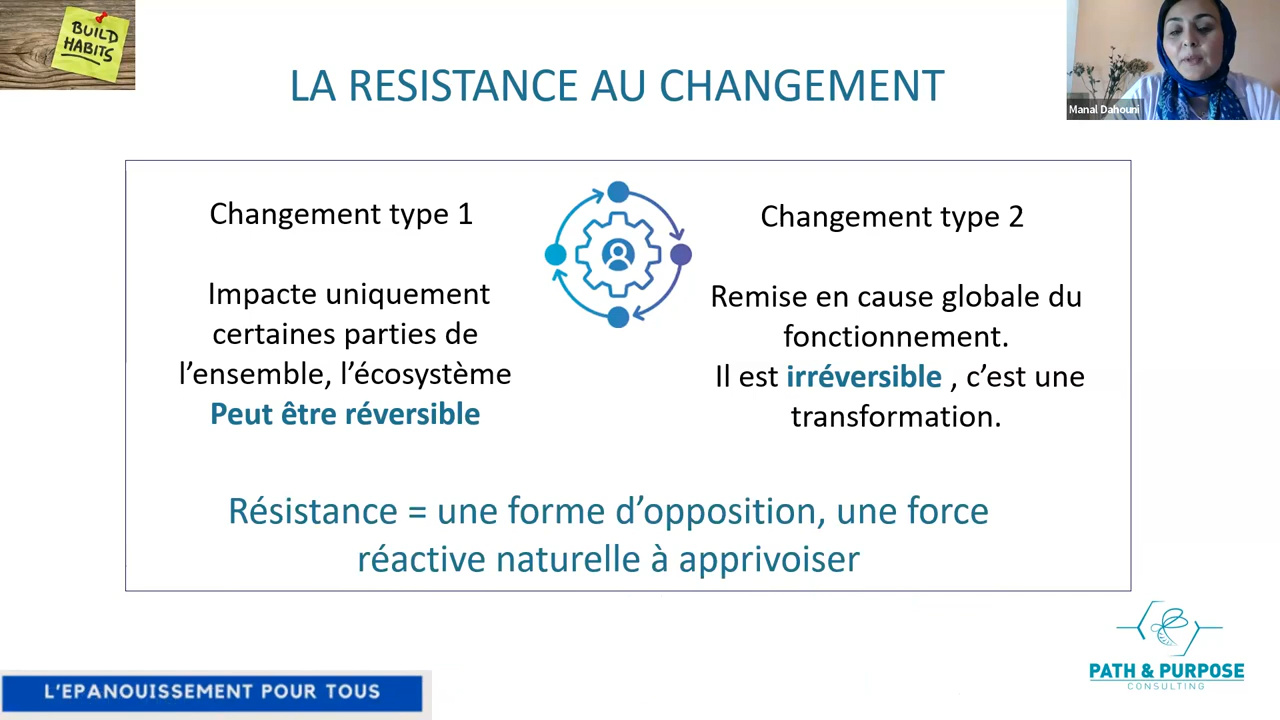 BUILD
HABITS
LA RESISTANCE AU CHANGEMENT
Manal Dahouni
Changement type 1
Impacte uniquement
certaines parties de
l’ensemble, l’écosystème
Peut être réversible
Changement type 2
Remise en cause globale du
fonctionnement.
Il est irréversible , c’est une
transformation.
Résistance = une forme d’opposition, une force
réactive naturelle à apprivoiser
PATH & PURPOSE
CONSULTING
L’EPANOUISSEMENT POUR TOUS